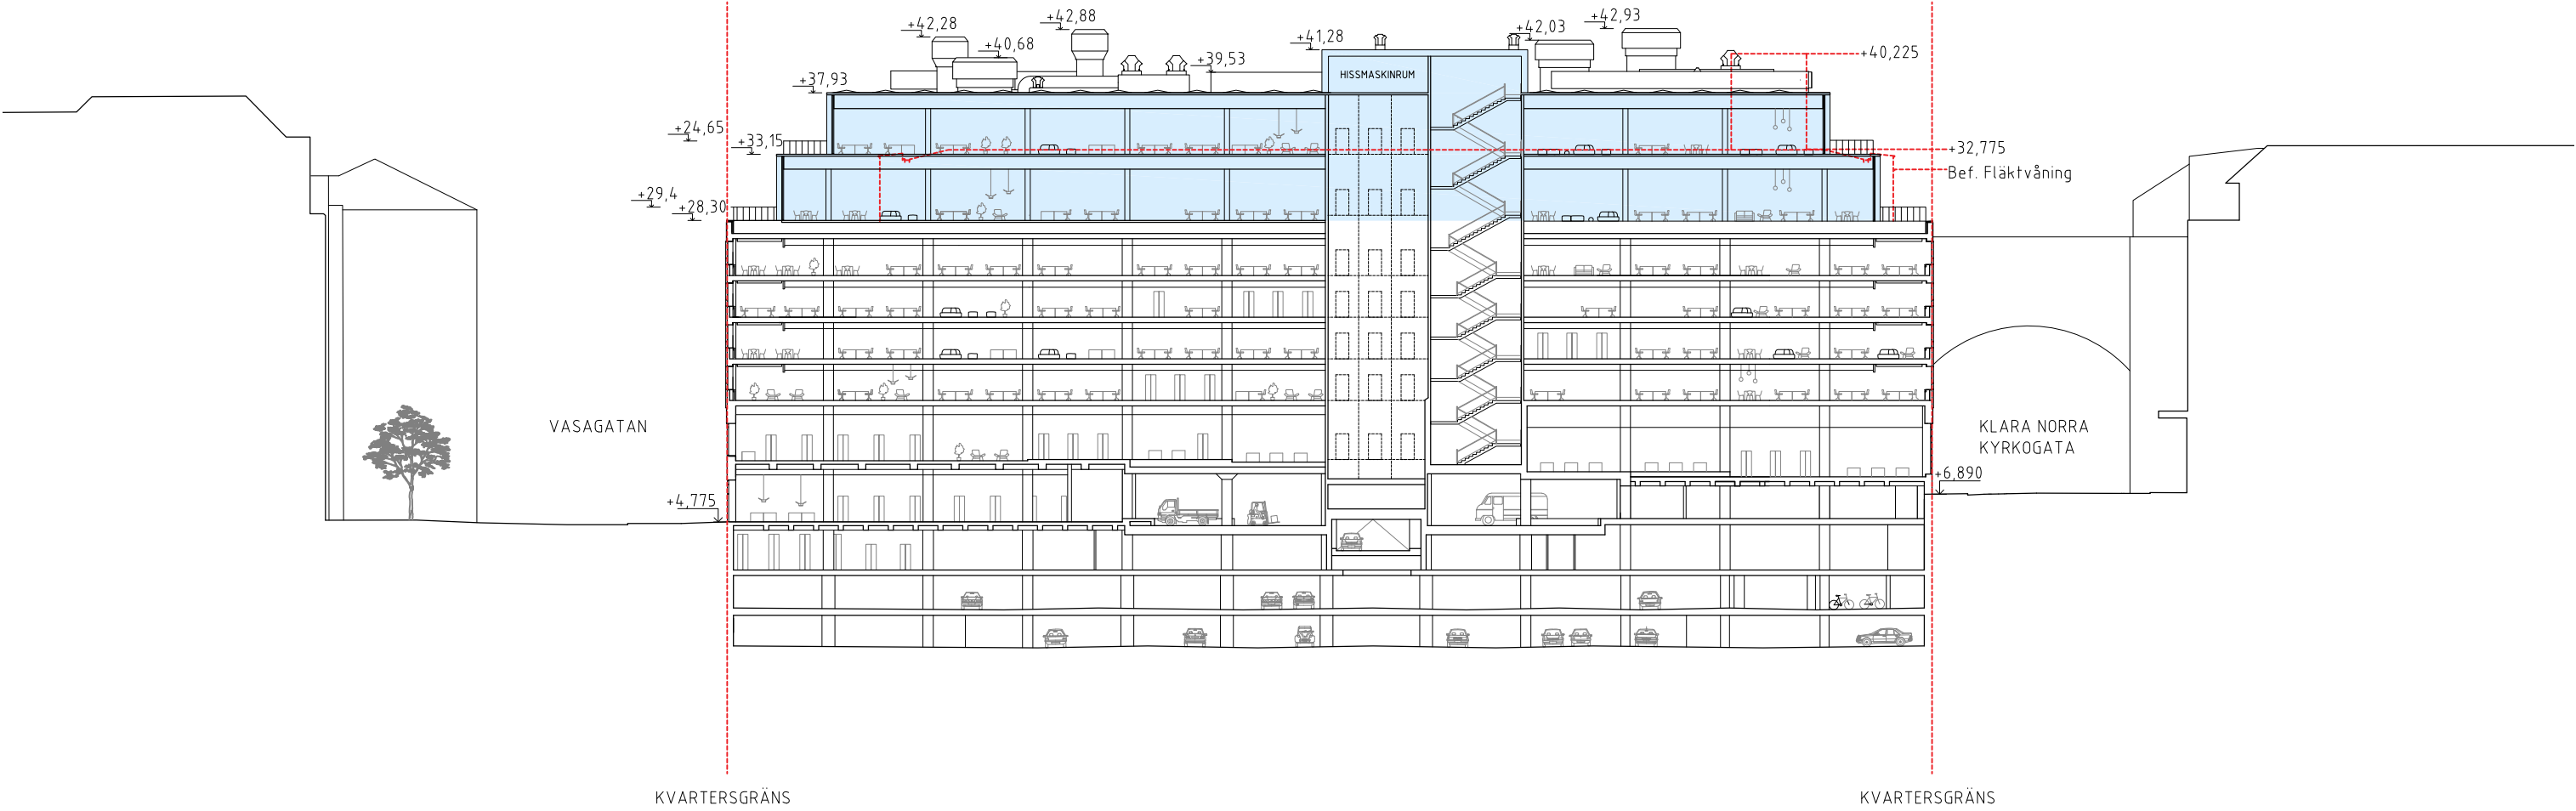 +42,28
+42,88
+40,68
+39,53
+41,28
+42,03
+42,93
+40,225
HISSMASKINRUM
+37,93
+24,65
+33,15
+32,775
Bef. Fläktvåning
+29,4
+28,30
VASAGATAN
KLARA NORRA
KYRKOGATA
+4,775
+6,890
KVARTERSGRÄNS
KVARTERSGRÄNS